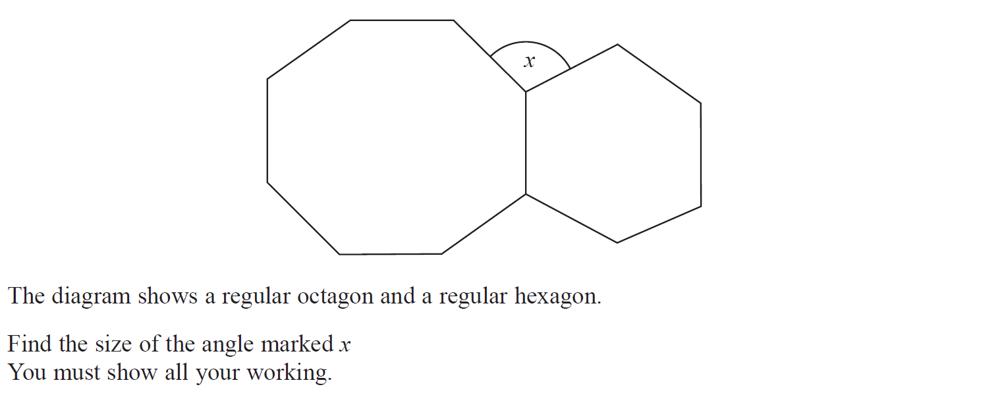 x
The diagram shows a regular octagon and a regular hexagon.
Find the size of the angle marked x
You must show all your working.